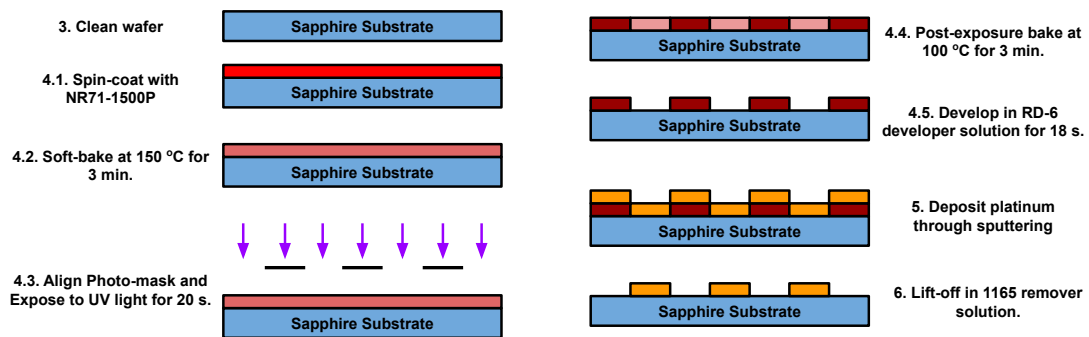 3. Clean wafer
Sapphire Substrate
4.1. Spin-coat with
NR71-1500P
Sapphire Substrate
4.2. Soft-bake at 150 ºC for
3 min.
Sapphire Substrate
4.3. Align Photo-mask and
Expose to UV light for 20 s.
Sapphire Substrate
Sapphire Substrate
4.4. Post-exposure bake at
100 ºC for 3 min.
Sapphire Substrate
4.5. Develop in RD-6
developer solution for 18 s.
Sapphire Substrate
5. Deposit platinum
through sputtering
Sapphire Substrate
6. Lift-off in 1165 remover
solution.